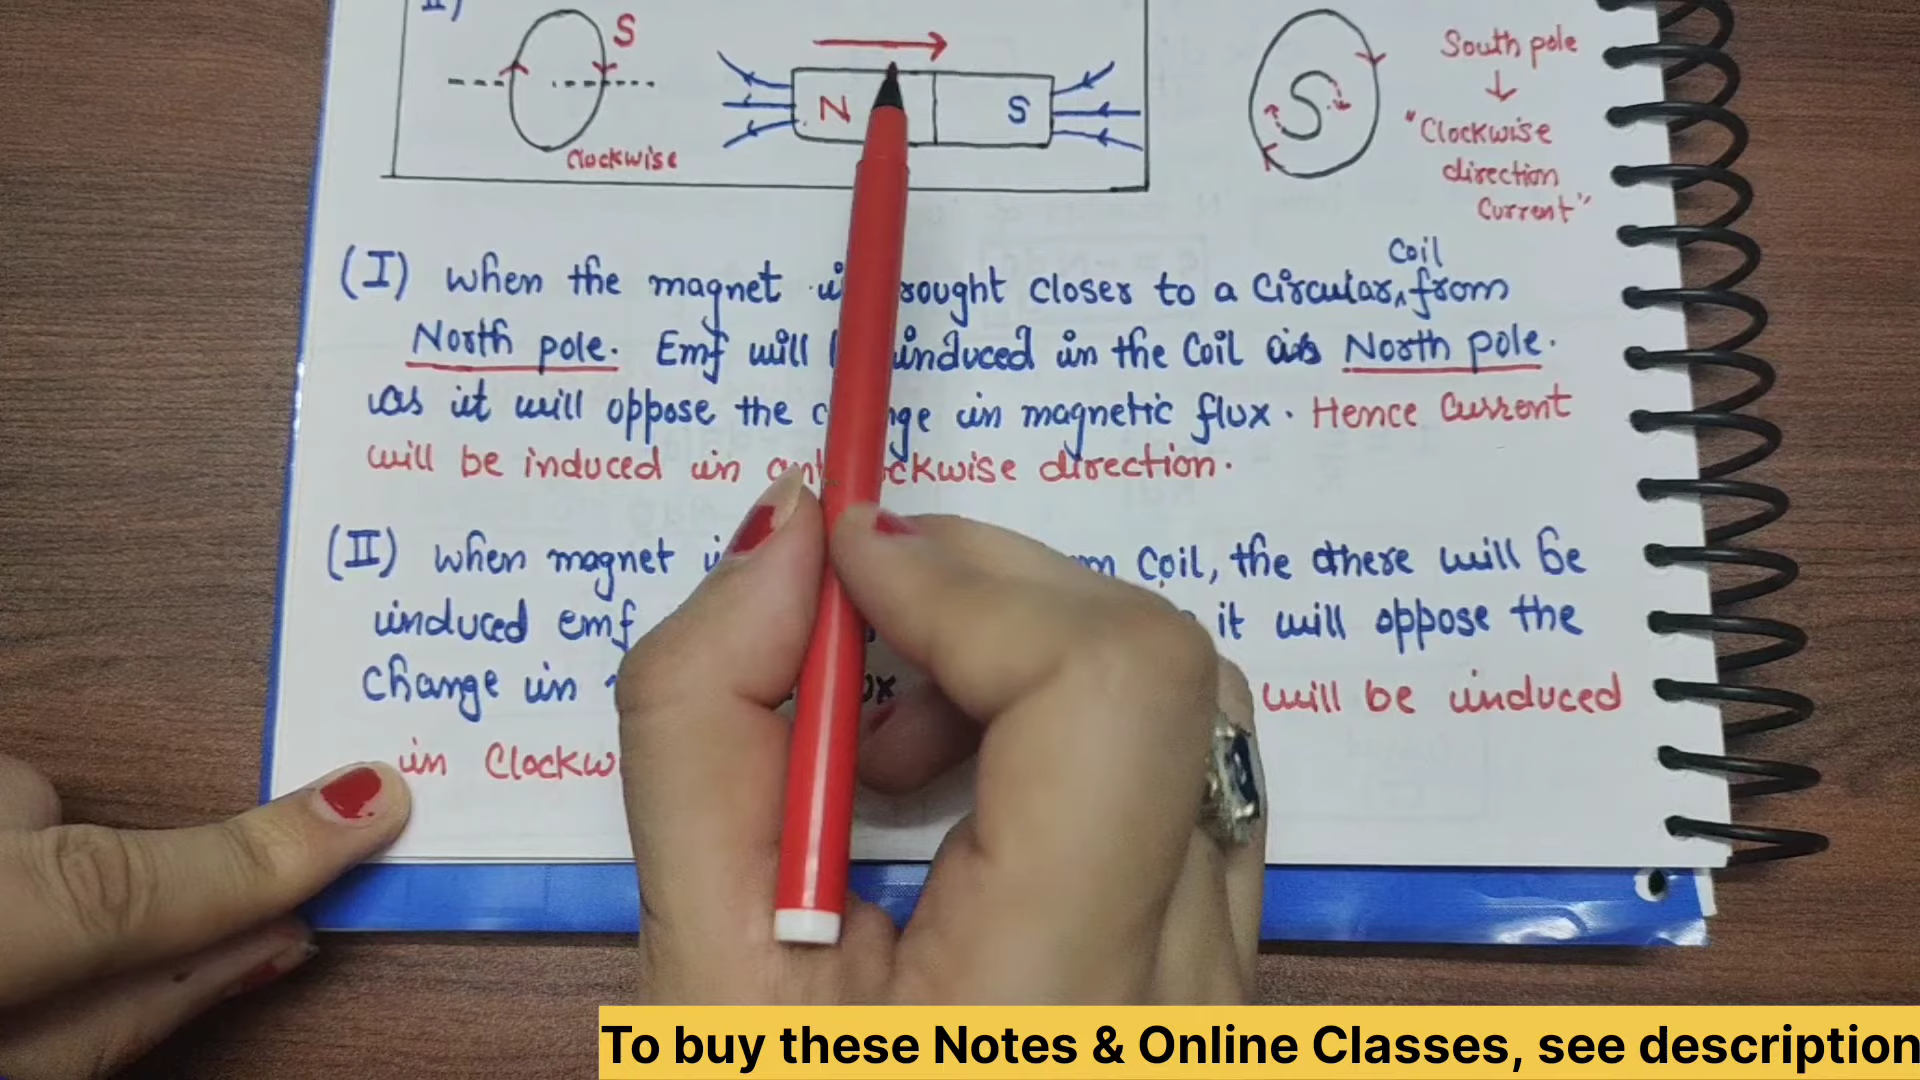 II)
S
Clockwise
N S
S
South pole
↓
"Clockwise
direction
Current"
(I) when the magnet closer to a Circular, from
Coil
North pole. Emf will induced in the Coil as North pole.
as it will oppose the in magnetic flux. Hence Current
will be induced in direction.
(II) when magnet Coil, the there will be
induced emf it will oppose the
Change in will be induced
in
To buy these Notes & Online Classes, see description